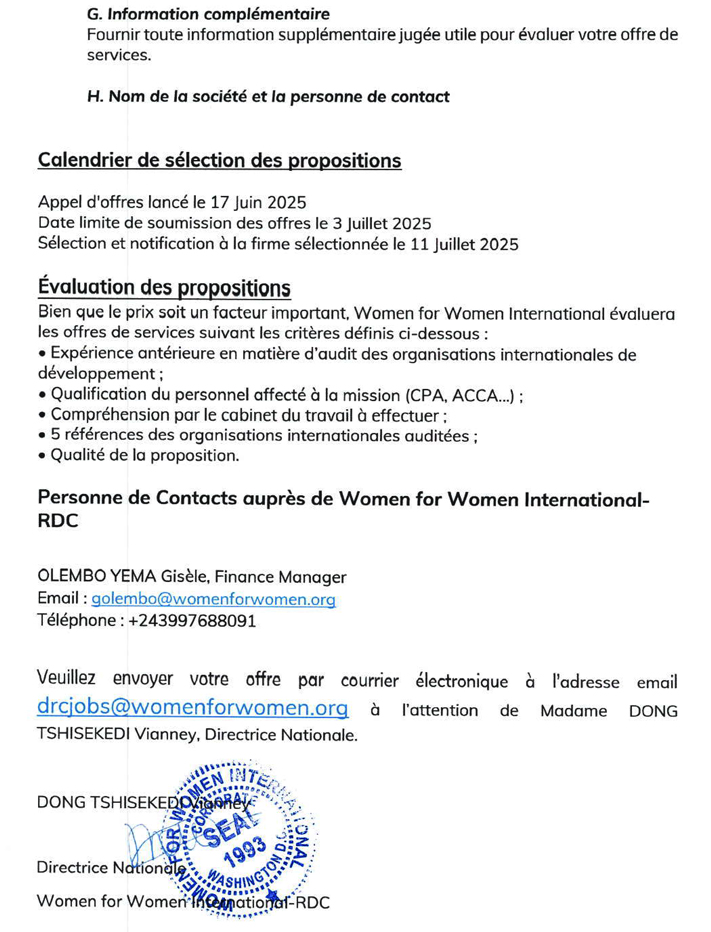 G. Information complémentaire
Fournir toute information supplémentaire jugée utile pour évaluer votre offre de
services.
H. Nom de la société et la personne de contact
Calendrier de sélection des propositions
Appel d'offres lancé le 17 Juin 2025
Date limite de soumission des offres le 3 Juillet 2025
Sélection et notification à la firme sélectionnée le 11 Juillet 2025
Évaluation des propositions
Bien que le prix soit un facteur important, Women for Women International évaluera
les offres de services suivant les critères définis ci-dessous :
• Expérience antérieure en matière d'audit des organisations internationales de
développement ;
• Qualification du personnel affecté à la mission (CPA, ACCA...) ;
• Compréhension par le cabinet du travail à effectuer ;
• 5 références des organisations internationales auditées ;
• Qualité de la proposition.
Personne de Contacts auprès de Women for Women International-
RDC
OLEMBO YEMA Gisèle, Finance Manager
Email : golembo@womenforwomen.org
Téléphone : +243997688091
Veuillez envoyer votre offre par courrier électronique à l'adresse email
drcjobs@womenforwomen.org à l'attention de Madame DONG
TSHISEKEDI Vianney, Directrice Nationale.
DONG TSHISEKEDI Vianney
Directrice Nationale
Women for Women International-RDC
WOMEN FOR WOMEN INTERNATIONAL
CORPORATE
SEAL
1993
WASHINGTON D.C.